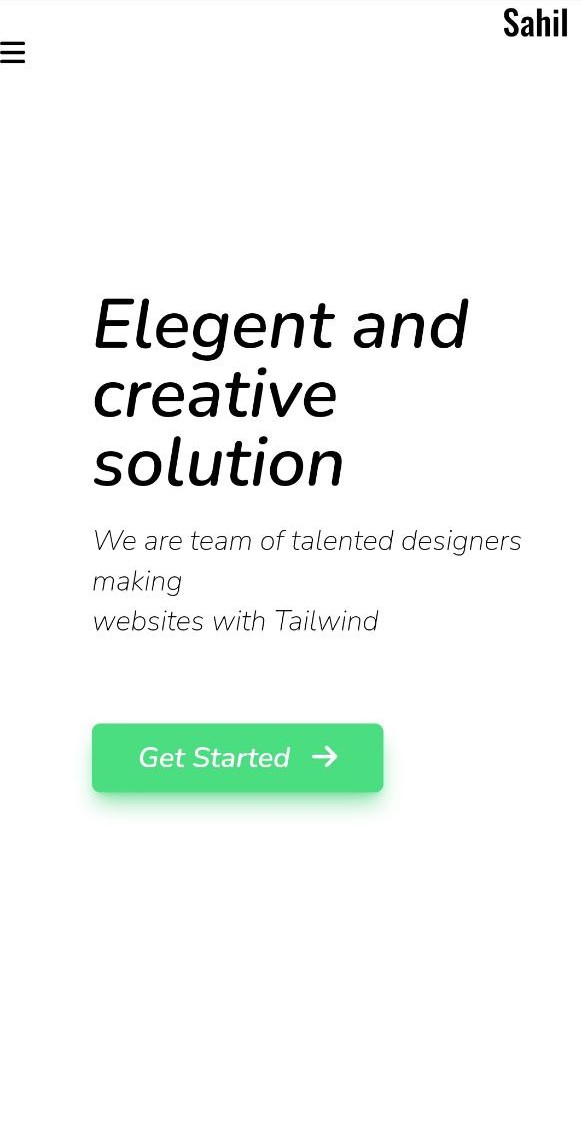 Sahil
Elegent and
creative
solution
We are team of talented designers
making
websites with Tailwind
Get Started